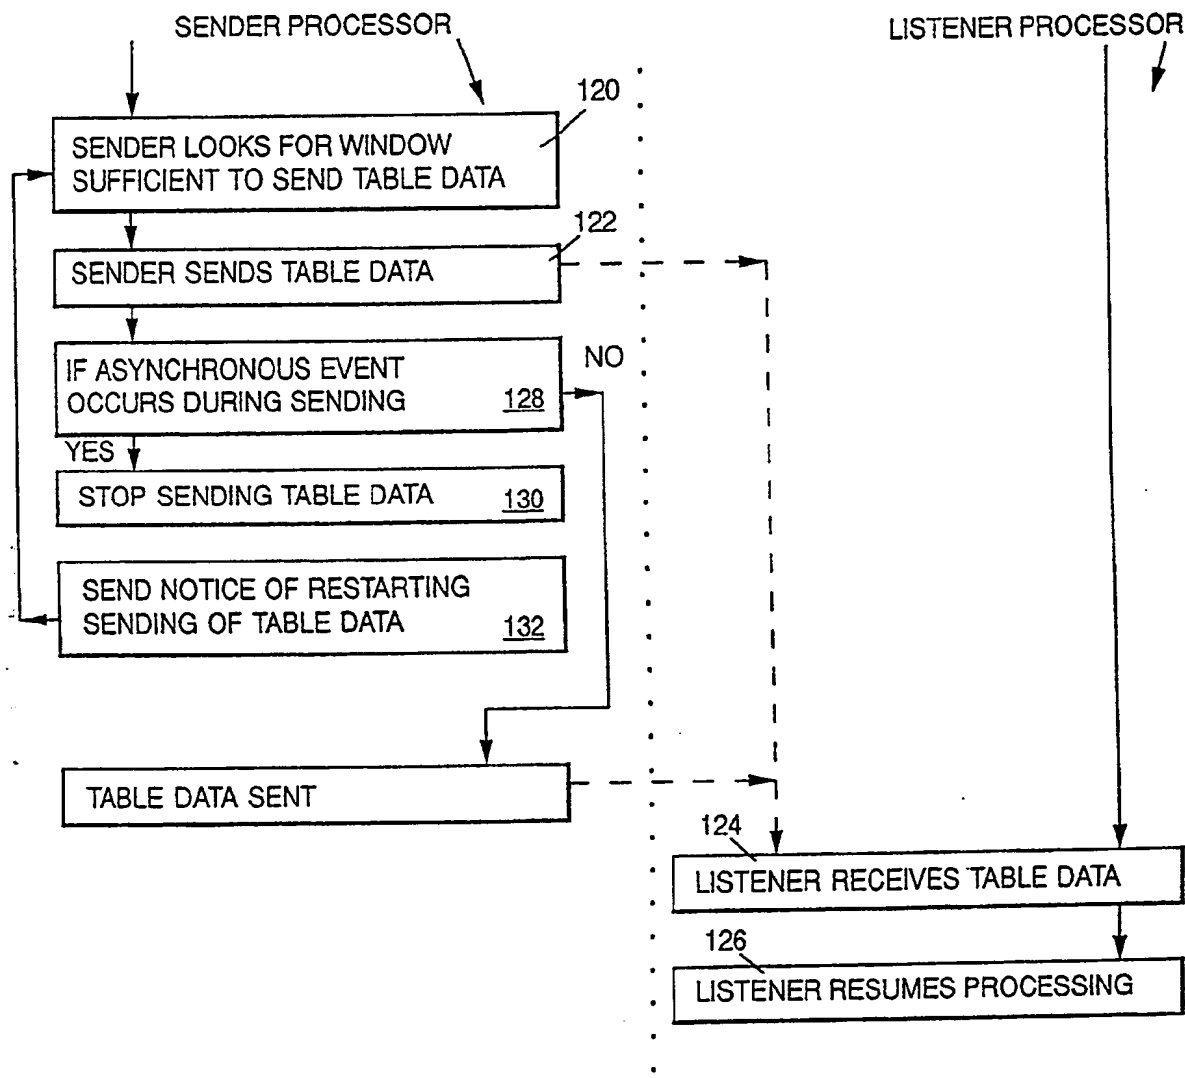 SENDER PROCESSOR
LISTENER PROCESSOR
120
SENDER LOOKS FOR WINDOW
SUFFICIENT TO SEND TABLE DATA
122
SENDER SENDS TABLE DATA
NO
IF ASYNCHRONOUS EVENT
OCCURS DURING SENDING 128
YES
STOP SENDING TABLE DATA 130
SEND NOTICE OF RESTARTING
SENDING OF TABLE DATA 132
TABLE DATA SENT
124
LISTENER RECEIVES TABLE DATA
126
LISTENER RESUMES PROCESSING